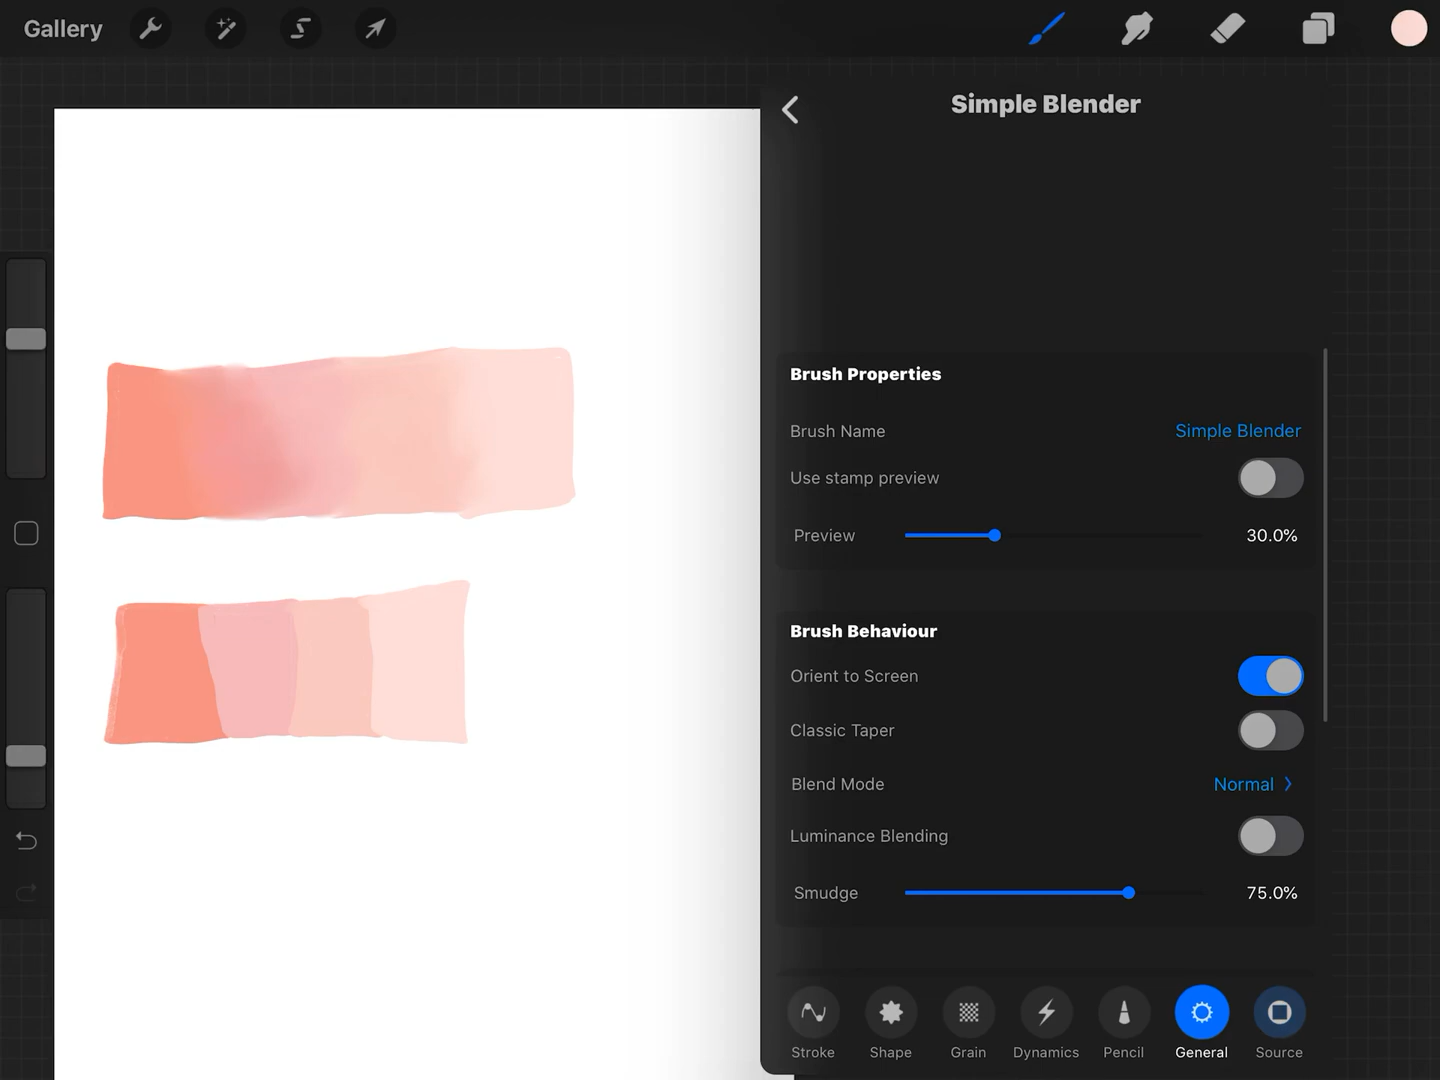 Gallery
Simple Blender
Brush Properties
Brush Name Simple Blender
Use stamp preview
Preview 30.0%
Brush Behaviour
Orient to Screen
Classic Taper
Blend Mode Normal
Luminance Blending
Smudge 75.0%
Stroke Shape Grain Dynamics Pencil General Source